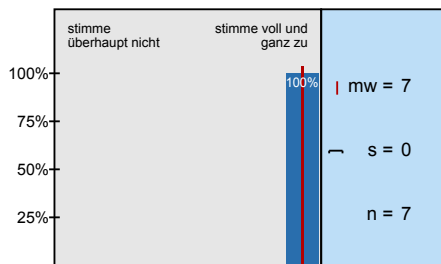 stimme
überhaupt nicht
stimme voll und
ganz zu
100%
75%
50%
25%
100%
mw = 7
s = 0
n = 7